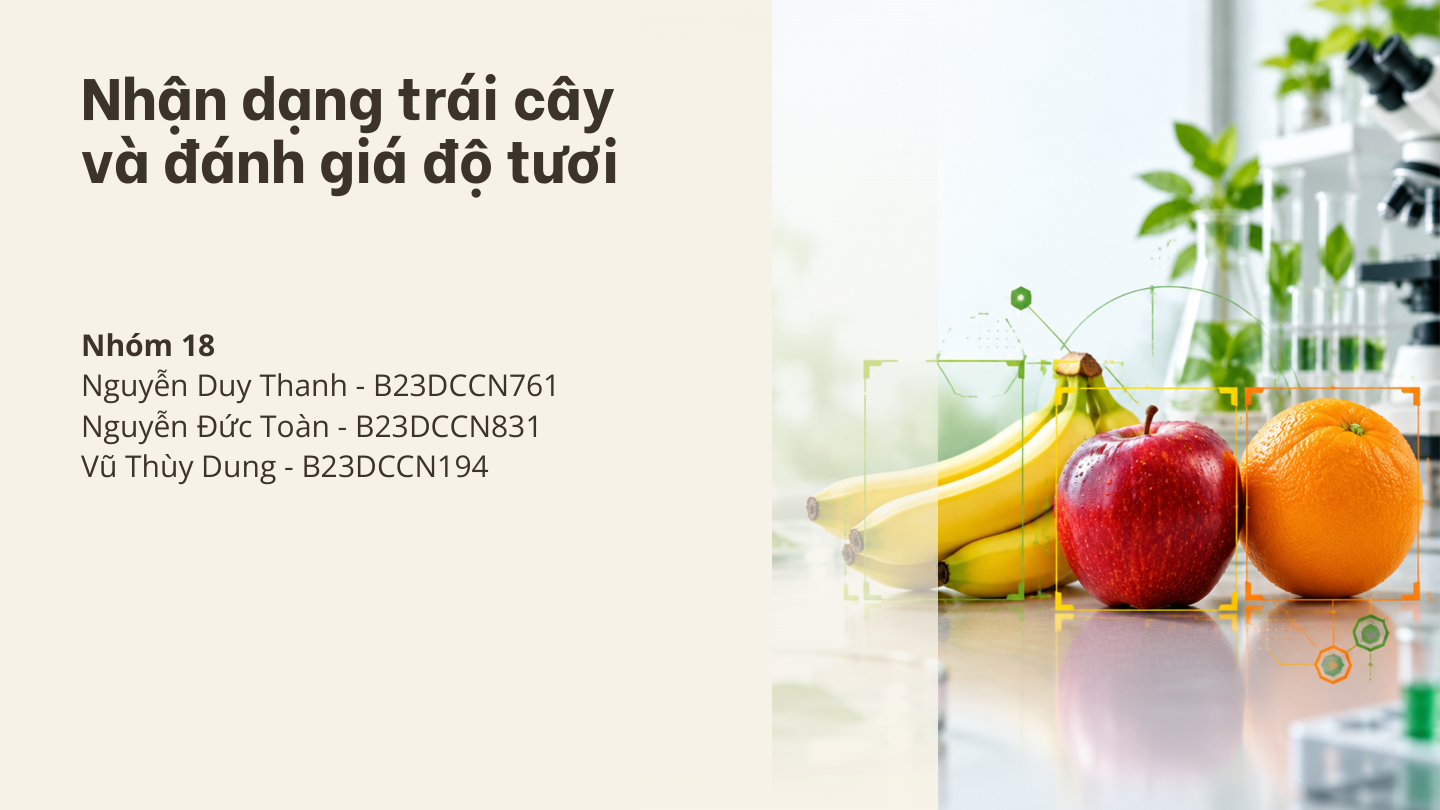 Nhận dạng trái cây
và đánh giá độ tươi
Nhóm 18
Nguyễn Duy Thanh - B23DCCN761
Nguyễn Đức Toàn - B23DCCN831
Vũ Thùy Dung - B23DCCN194